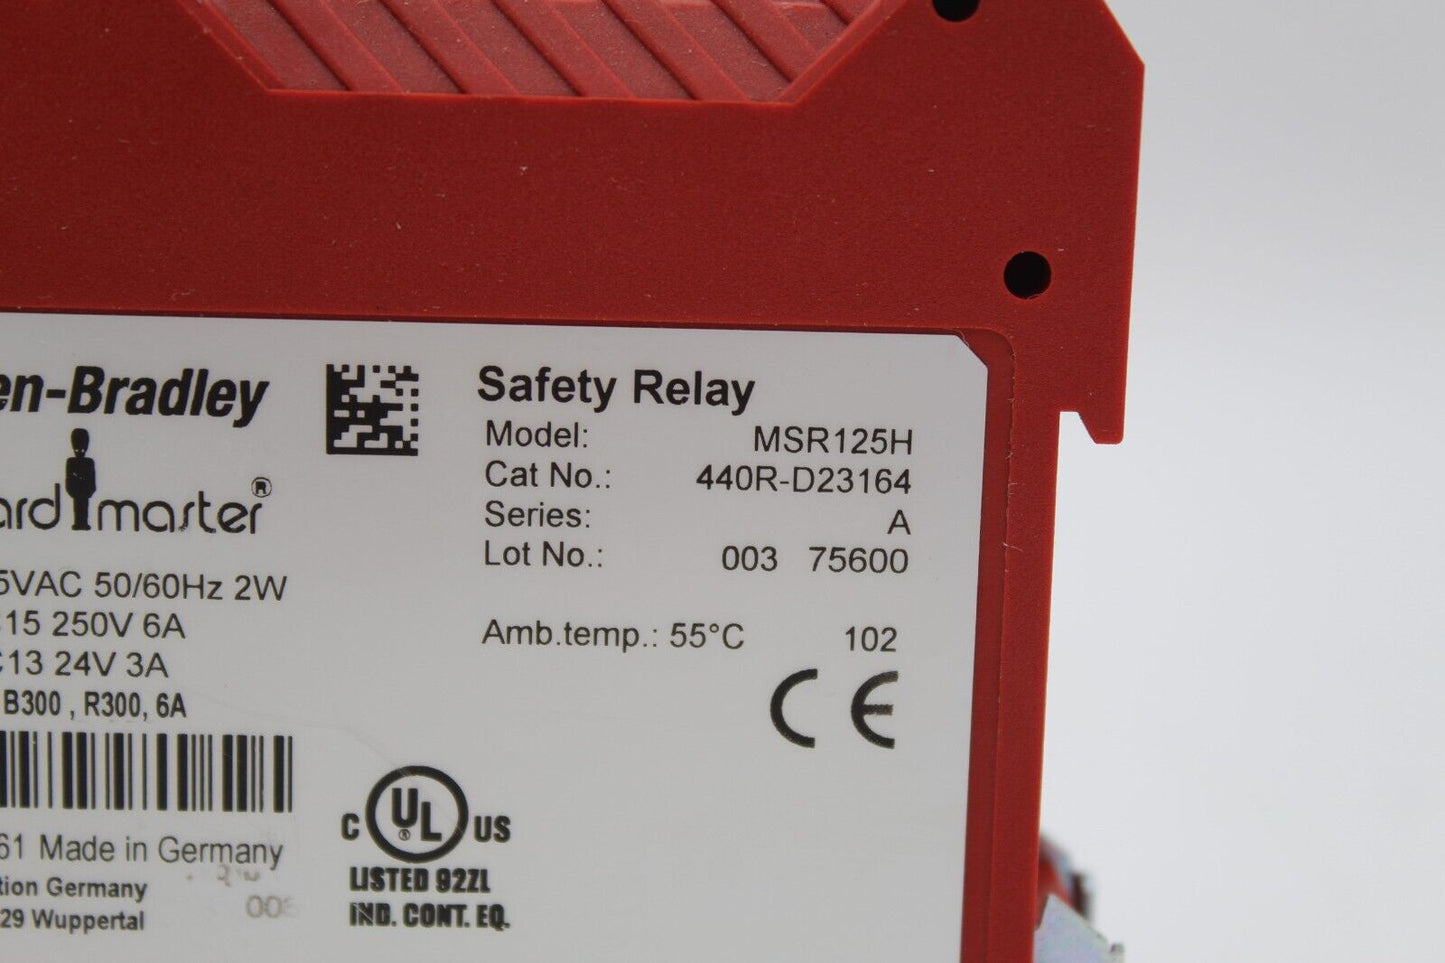 en-Bradley
Safety Relay
Model: MSR125H
Cat No.: 440R-D23164
Series: A
Lot No.: 003 75600
ard master®
5VAC 50/60Hz 2W
15 250V 6A
C13 24V 3A
B300 , R300, 6A
Amb.temp.: 55°C 102
CE
C UL® US
LISTED 92ZL
IND. CONT. EQ.
61 Made in Germany
tion Germany
29 Wuppertal